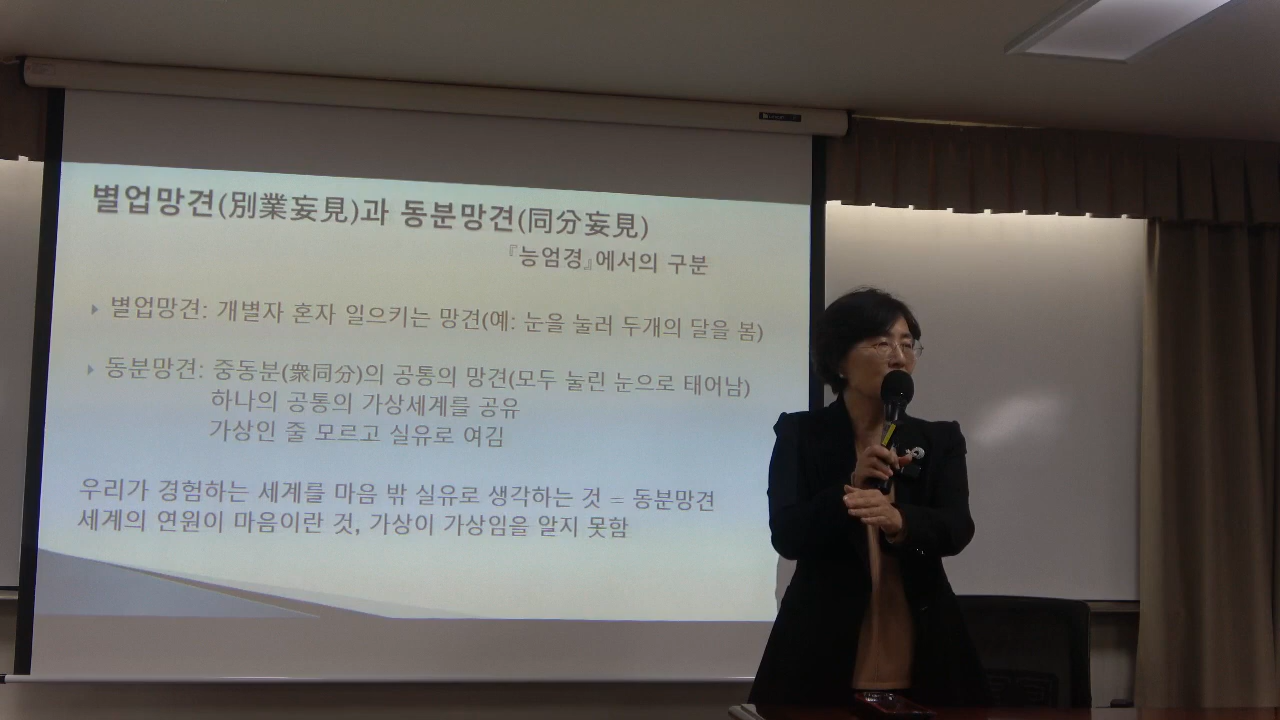 별업망견(別業妄見)과 동분망견(同分妄見)
『능엄경』에서의 구분
별업망견: 개별자 혼자 일으키는 망견(예: 눈을 눌러 두개의 달을 봄)
동분망견: 중동분(衆同分)의 공통의 망견(모두 눌린 눈으로 태어남)
하나의 공통의 가상세계를 공유
가상인 줄 모르고 실유로 여김
우리가 경험하는 세계를 마음 밖 실유로 생각하는 것 = 동분망견
세계의 연원이 마음이란 것, 가상이 가상임을 알지 못함